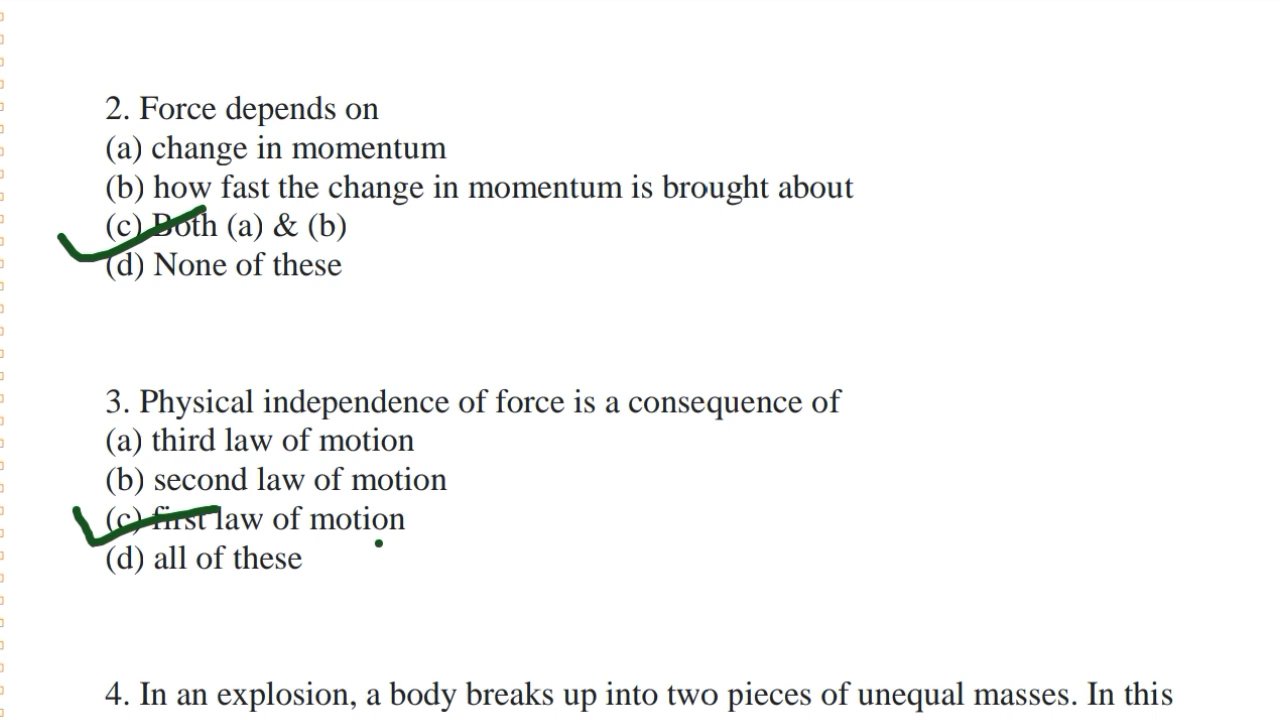 2. Force depends on
(a) change in momentum
(b) how fast the change in momentum is brought about
(c) Both (a) & (b)
(d) None of these
3. Physical independence of force is a consequence of
(a) third law of motion
(b) second law of motion
(c) first law of motion
(d) all of these
4. In an explosion, a body breaks up into two pieces of unequal masses. In this